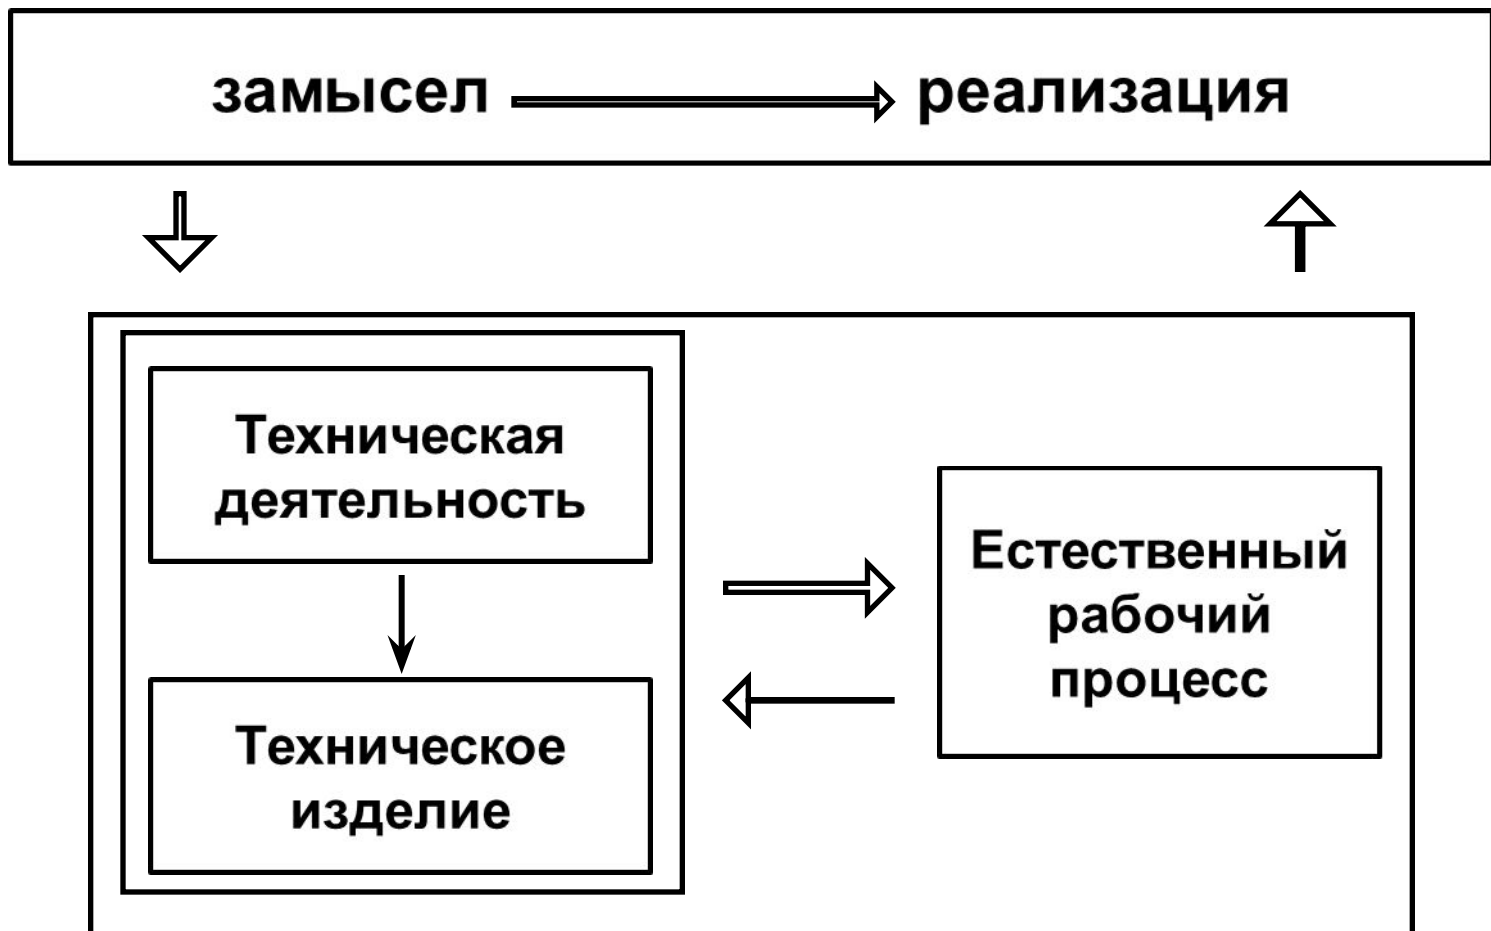 замысел реализация
Техническая
деятельность
Техническое
изделие
Естественный
рабочий
процесс